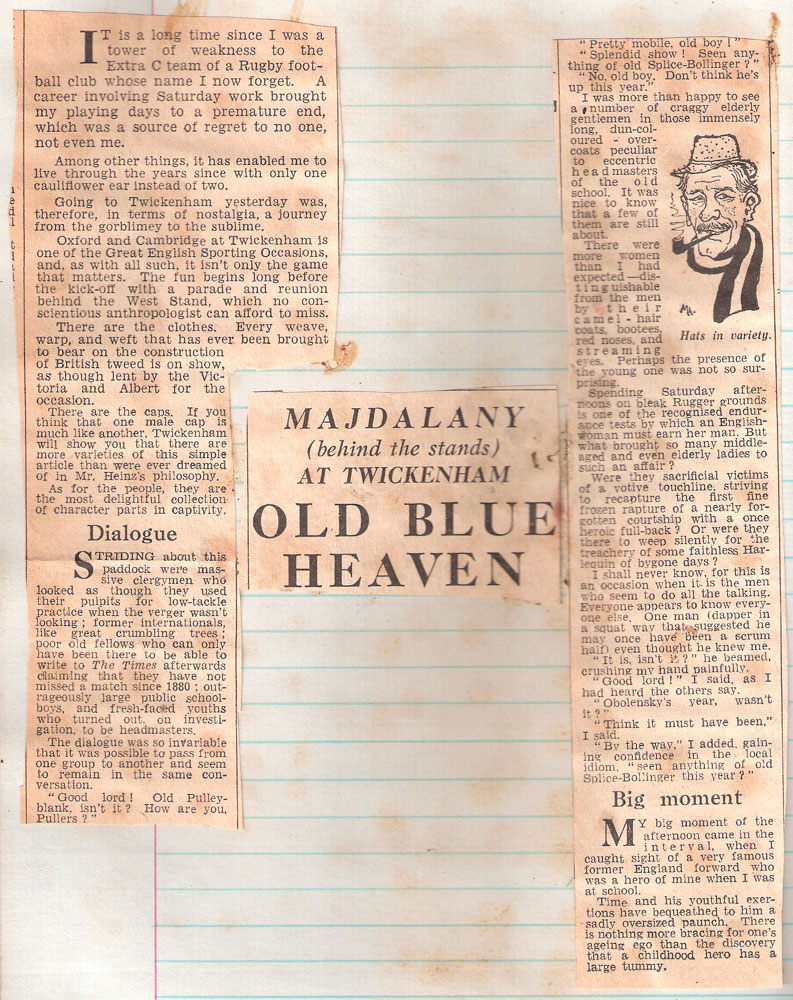 MAJDALANY
(behind the stands)
AT TWICKENHAM
OLD BLUE
HEAVEN
IT is a long time since I was a
tower of weakness to the
Extra C team of a Rugby foot-
ball club whose name I now forget. A
career involving Saturday work brought
my playing days to a premature end,
which was a source of regret to no one,
not even me.
Among other things, it has enabled me to
live through the years since with only one
cauliflower ear instead of two.
Going to Twickenham yesterday was,
therefore, in terms of nostalgia, a journey
from the gorblimey to the sublime.
Oxford and Cambridge at Twickenham is
one of the Great English Sporting Occasions,
and, as with all such, it isn't only the game
that matters. The fun begins long before
the kick-off with a parade and reunion
behind the West Stand, which no con-
scientious anthropologist can afford to miss.
There are the clothes. Every weave,
warp, and weft that has ever been brought
to bear on the construction
of British tweed is on show,
as though lent by the Vic-
toria and Albert for the
occasion.
There are the caps. If you
think that one male cap is
much like another, Twickenham
will show you that there are
more varieties of this simple
article than were ever dreamed
of in Mr. Heinz's philosophy.
As for the people, they are
the most delightful collection
of character parts in captivity.
Dialogue
STRIDING about this
paddock were mas-
sive clergymen who
looked as though they used
their pulpits for low-tackle
practice when the verger wasn't
looking; former internationals,
like great crumbling trees;
poor old fellows who can only
have been there to be able to
write to The Times afterwards
claiming that they have not
missed a match since 1880; out-
rageously large public school-
boys, and fresh-faced youths
who turned out, on investi-
gation, to be headmasters.
The dialogue was so invariable
that it was possible to pass from
one group to another and seem
to remain in the same con-
versation.
"Good lord! Old Pulley-
blank, isn't it? How are you,
Pullers?"
"Pretty mobile, old boy!"
"Splendid show! Seen any-
thing of old Splice-Bollinger?"
"No, old boy. Don't think he's
up this year."
I was more than happy to see
a number of craggy elderly
gentlemen in those immensely
long, dun-col-
oured - over-
coats peculiar
to eccentric
headmasters
of the old
school. It was
nice to know
that a few of
them are still
about.
There were
more women
than I had
expected—dis-
tinguishable
from the men
by their
camel-hair
coats, bootees,
red noses, and
streaming
eyes. Perhaps the presence of
the young one was not so sur-
prising.
Hats in variety.
Spending Saturday after-
noons on bleak Rugger grounds
is one of the recognised endur-
ance tests by which an English-
woman must earn her man. But
what brought so many middle-
aged and even elderly ladies to
such an affair?
Were they sacrificial victims
of a votive touchline, striving
to recapture the first fine
frozen rapture of a nearly for-
gotten courtship with a once
heroic full-back? Or were they
there to weep silently for the
treachery of some faithless Har-
lequin of bygone days?
I shall never know, for this is
an occasion when it is the men
who seem to do all the talking.
Everyone appears to know every-
one else. One man (dapper in
a squat way that suggested he
may once have been a scrum
half) even thought he knew me.
"It is, isn't it?" he beamed,
crushing my hand painfully.
"Good lord!" I said, as I
had heard the others say.
"Obolensky's year, wasn't
it?"
"Think it must have been,"
I said.
"By the way," I added, gain-
ing confidence in the local
idiom, "seen anything of old
Splice-Bollinger this year?"
Big moment
MY big moment of the
afternoon came in the
interval, when I
caught sight of a very famous
former England forward who
was a hero of mine when I was
at school.
Time and his youthful exer-
tions have bequeathed to him a
sadly oversized paunch. There
is nothing more bracing for one's
ageing ego than the discovery
that a childhood hero has a
large tummy.